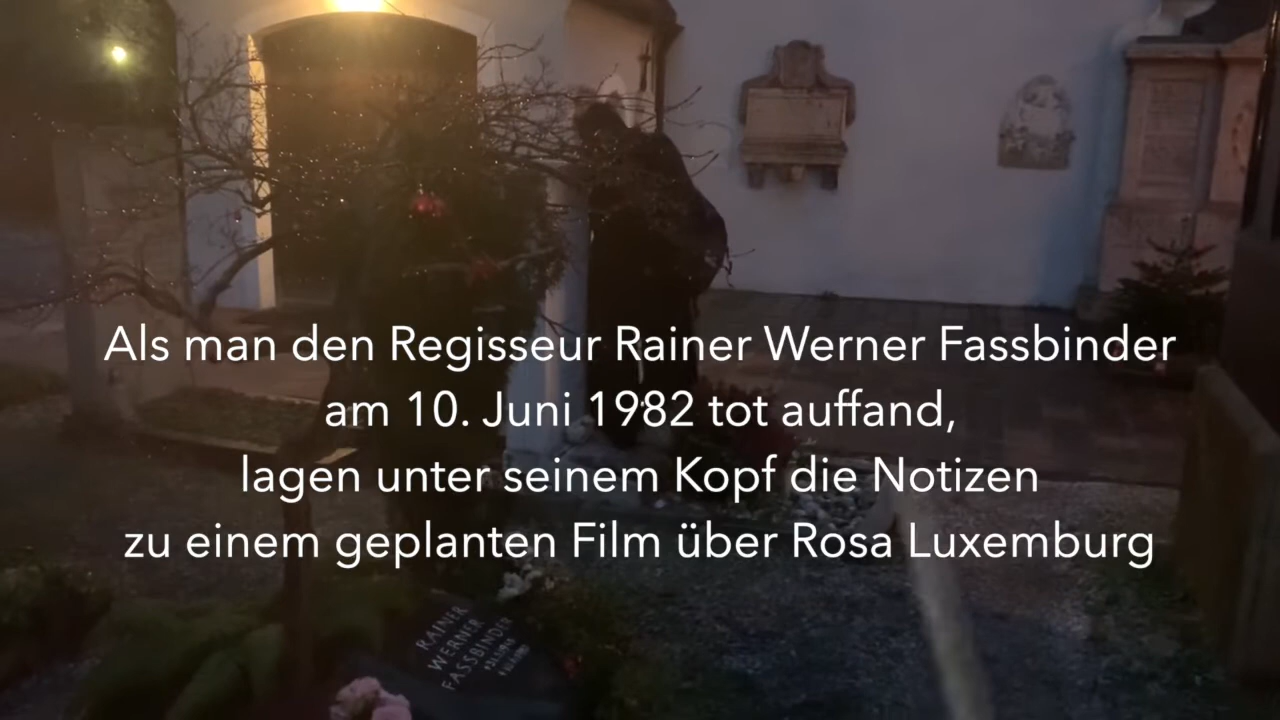 Als man den Regisseur Rainer Werner Fassbinder
am 10. Juni 1982 tot auffand,
lagen unter seinem Kopf die Notizen
zu einem geplanten Film über Rosa Luxemburg
RAINER
WERNER
FASSBINDER